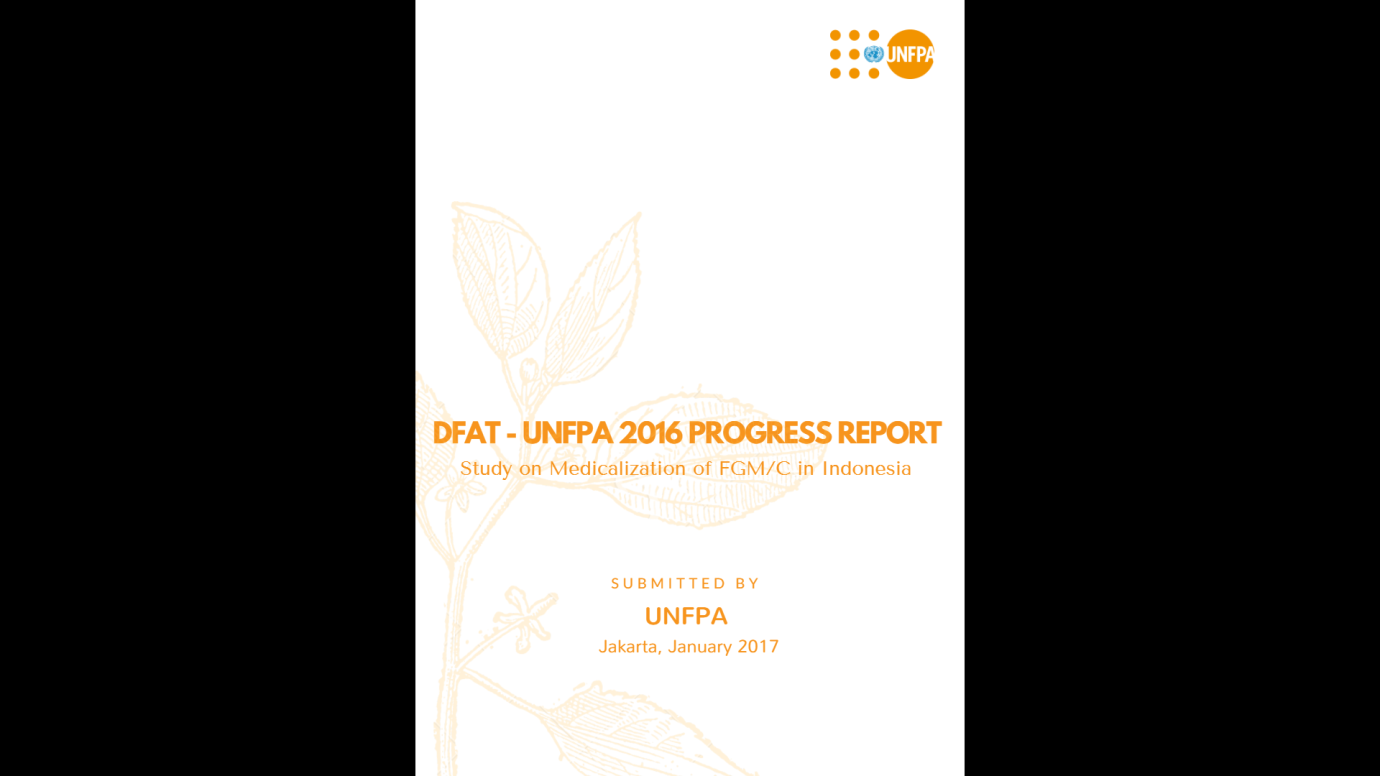 UNFPA
DFAT - UNFPA 2016 PROGRESS REPORT
Study on Medicalization of FGM/C in Indonesia
SUBMITTED BY
UNFPA
Jakarta, January 2017